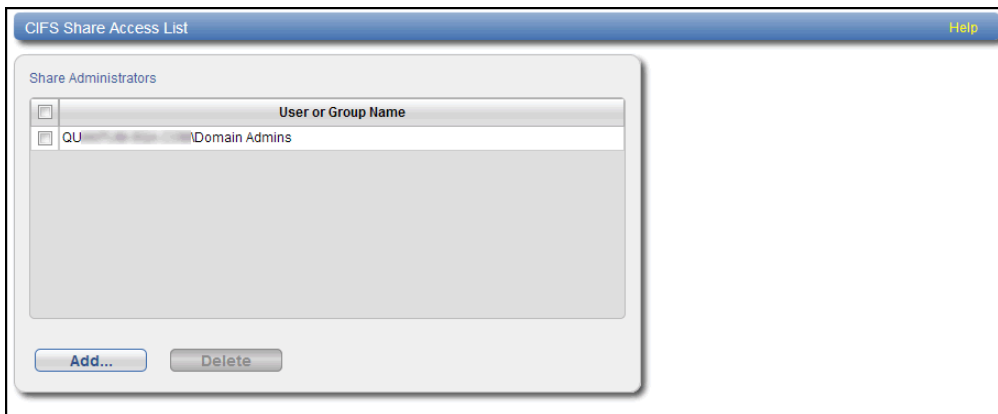 CIFS Share Access List
Help
Share Administrators
User or Group Name
\Domain Admins
Add...
Delete